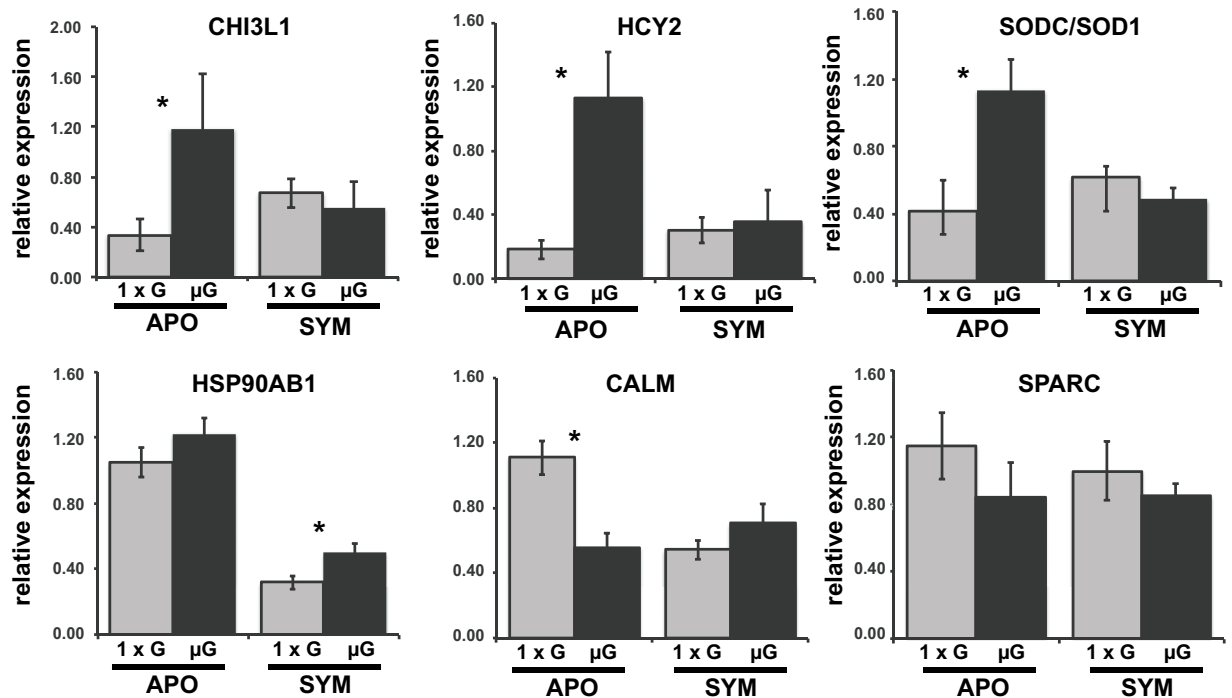 CHI3L1
relative expression
2.00
1.60
1.20
0.80
0.40
0.00
*
1 x G µG 1 x G µG
APO SYM
HCY2
relative expression
1.60
1.20
0.80
0.40
0.00
*
1 x G µG 1 x G µG
APO SYM
SODC/SOD1
relative expression
1.60
1.20
0.80
0.40
0.00
*
1 x G µG 1 x G µG
APO SYM
HSP90AB1
relative expression
1.60
1.20
0.80
0.40
0.00
*
1 x G µG 1 x G µG
APO SYM
CALM
relative expression
1.60
1.20
0.80
0.40
0.00
*
1 x G µG 1 x G µG
APO SYM
SPARC
relative expression
1.60
1.20
0.80
0.40
0.00
1 x G µG 1 x G µG
APO SYM